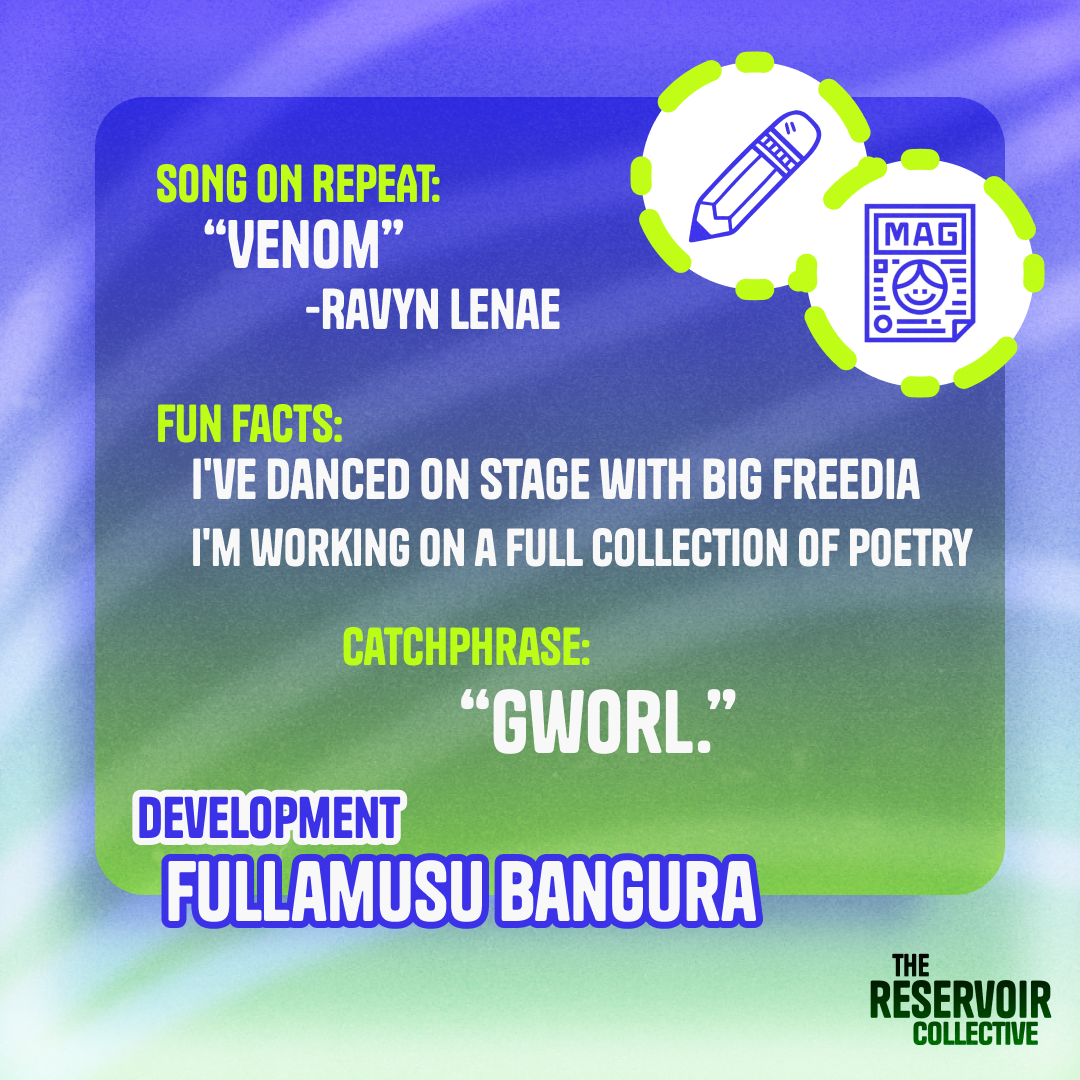 SONG ON REPEAT:
“VENOM”
-RAVYN LENAE
MAG
FUN FACTS:
I'VE DANCED ON STAGE WITH BIG FREEDIA
I'M WORKING ON A FULL COLLECTION OF POETRY
CATCHPHRASE:
“GWORL.”
DEVELOPMENT
FULLAMUSU BANGURA
THE
RESERVOIR
COLLECTIVE